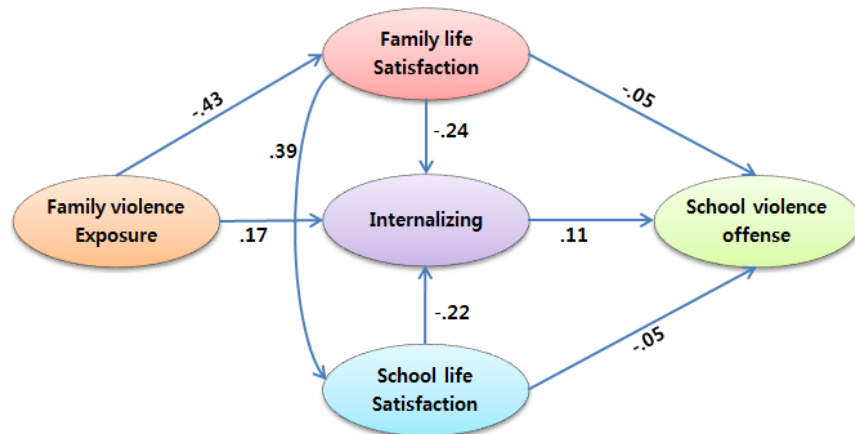 Family life
Satisfaction
-.43
.39
-.24
-.05
Family violence
Exposure
.17
Internalizing
.11
School violence
offense
-.22
-.05
School life
Satisfaction